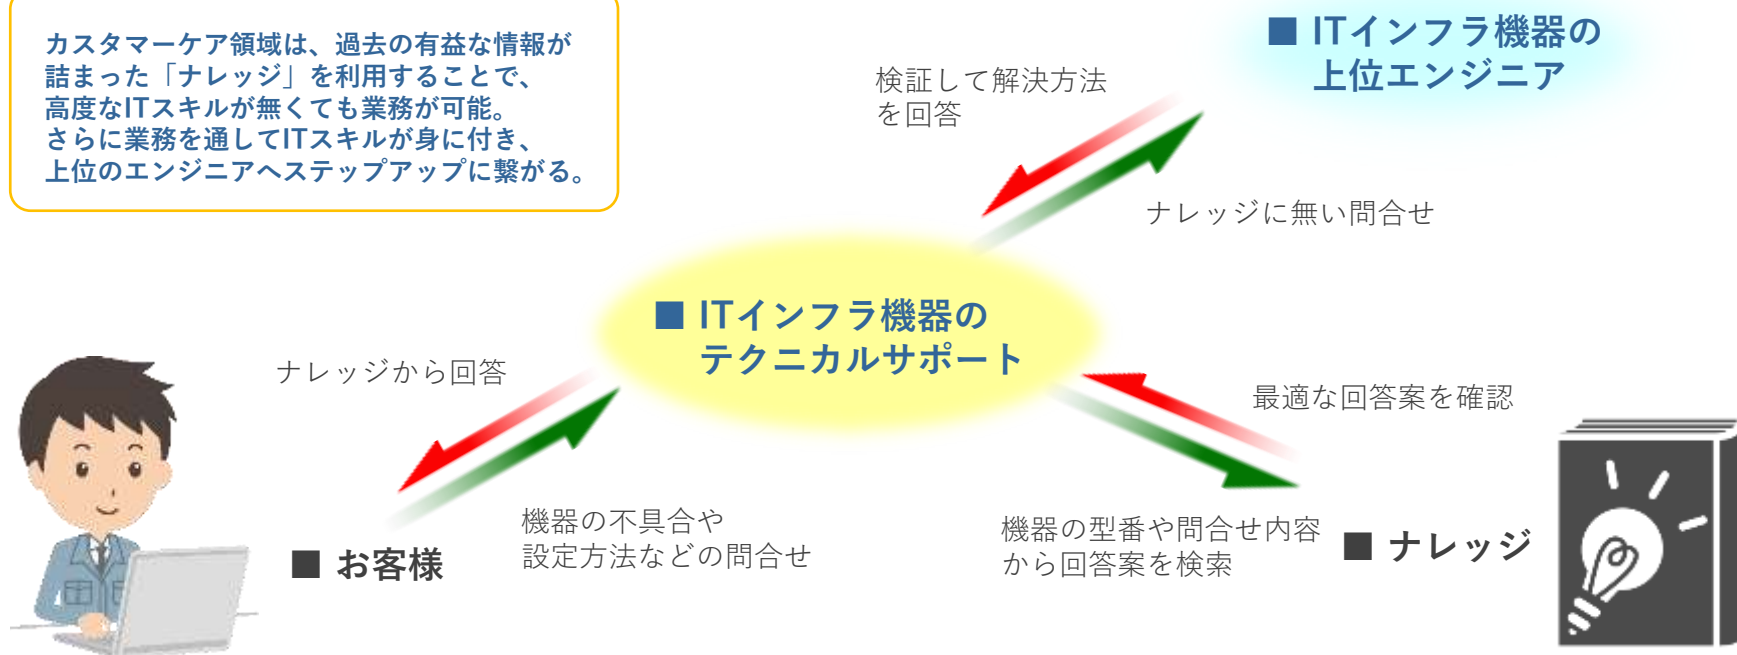 カスタマーケア領域は、過去の有益な情報が
詰まった「ナレッジ」を利用することで、
高度なITスキルが無くても業務が可能。
さらに業務を通してITスキルが身に付き、
上位のエンジニアへステップアップに繋がる。
■ ITインフラ機器の
上位エンジニア
検証して解決方法
を回答
ナレッジに無い問合せ
■ ITインフラ機器の
テクニカルサポート
ナレッジから回答
最適な回答案を確認
機器の不具合や
設定方法などの問合せ
■ お客様
機器の型番や問合せ内容
から回答案を検索
■ ナレッジ